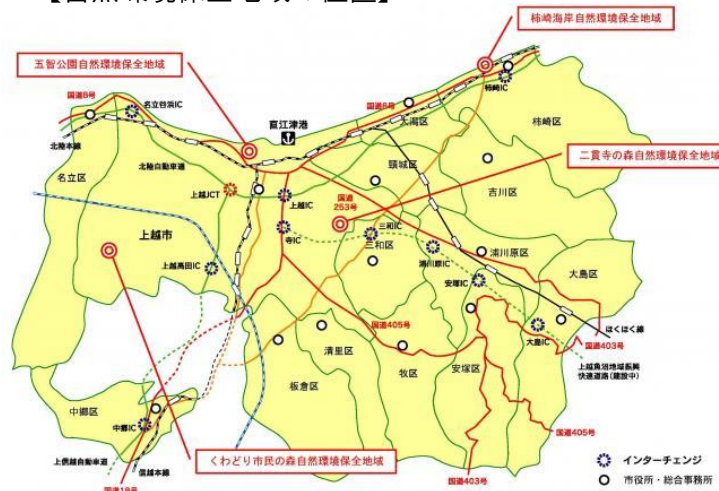 【自然環境保全地域の位置】
柿崎海岸自然環境保全地域
五智公園自然環境保全地域
国道8号
名立谷浜IC
直江津港
国道8号
柿崎IC
大潟区
柿崎区
北陸本線
北陸自動車道
頸城区
二貫寺の森自然環境保全地域
名立区
上越JCT
上越IC
国道
253号
吉川区
上越市
寺IC
三和IC
三和区
浦川原区
上越高田IC
浦川原IC
安塚IC
大島区
ほくほく線
国道405号
大島IC
国道403号
清里区
牧区
安塚区
上越魚沼地域振興
快速道路(建設中)
板倉区
中郷区
中郷IC
国道405号
くわどり市民の森自然環境保全地域
インターチェンジ
上信越自動車道
信越本線
国道403号
市役所・総合事務所
国道18号